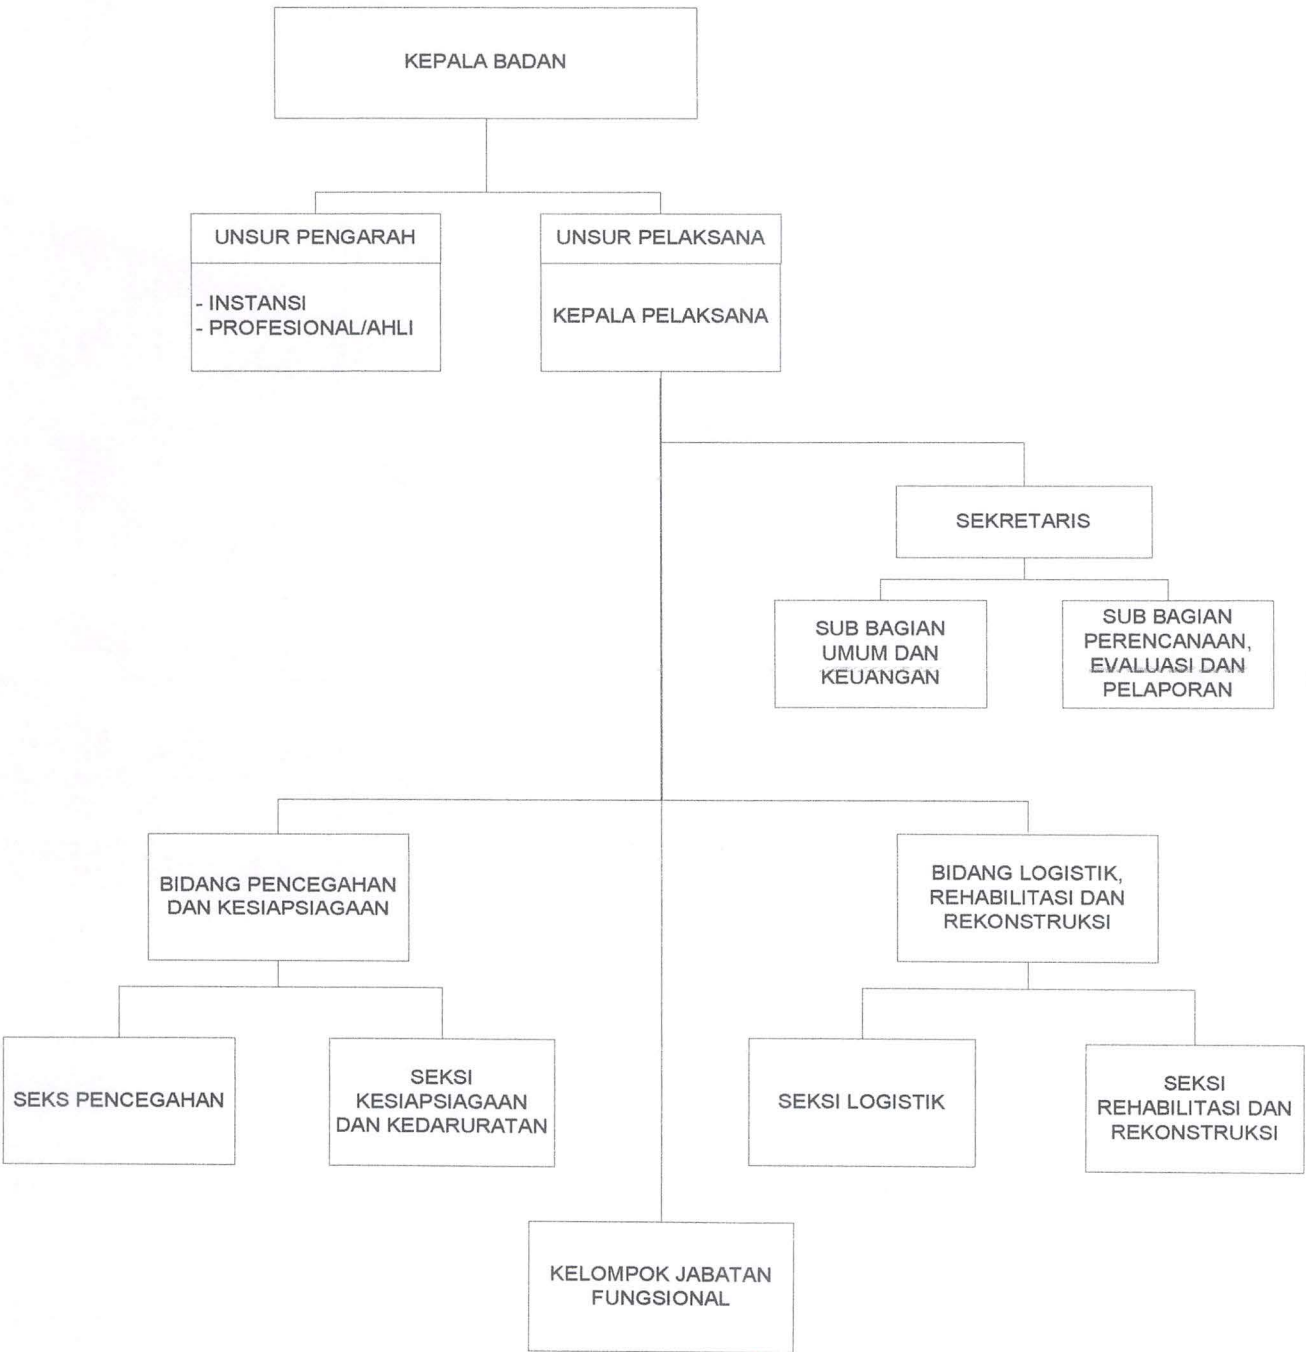 KEPALA BADAN
UNSUR PENGARAH
- INSTANSI
- PROFESIONAL/AHLI
UNSUR PELAKSANA
KEPALA PELAKSANA
SEKRETARIS
SUB BAGIAN
UMUM DAN
KEUANGAN
SUB BAGIAN
PERENCANAAN,
EVALUASI DAN
PELAPORAN
BIDANG PENCEGAHAN
DAN KESIAPSIAGAAN
BIDANG LOGISTIK,
REHABILITASI DAN
REKONSTRUKSI
SEKS PENCEGAHAN
SEKSI
KESIAPSIAGAAN
DAN KEDARURATAN
SEKSI LOGISTIK
SEKSI
REHABILITASI DAN
REKONSTRUKSI
KELOMPOK JABATAN
FUNGSIONAL